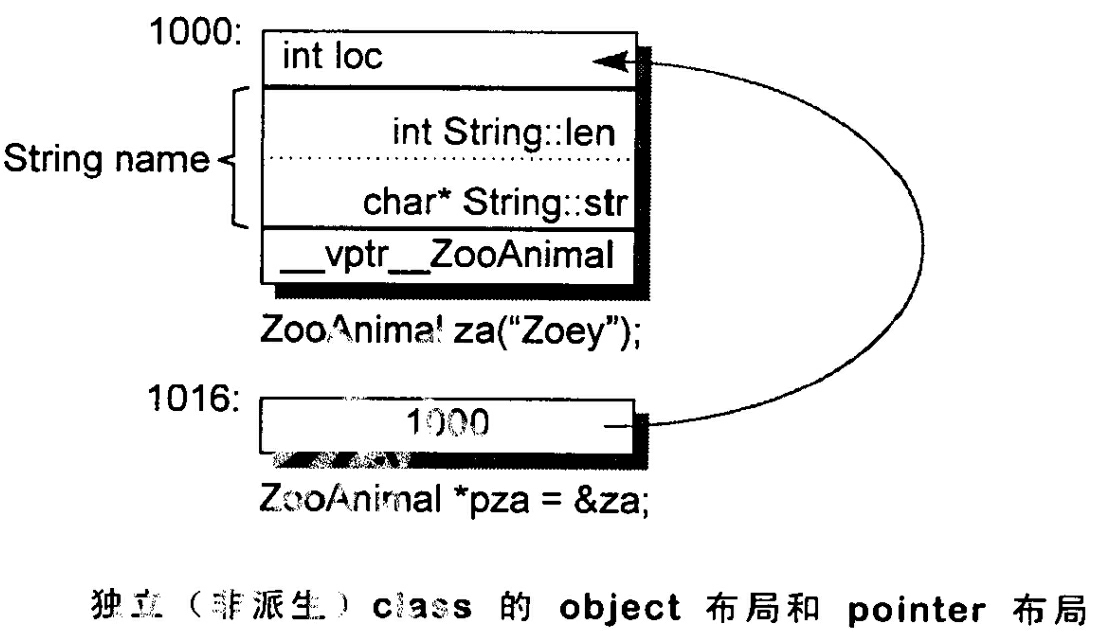 1000:
int loc
int String::len
String name
char* String::str
__vptr__ZooAnimal
ZooAnimal za(“Zoey”);
1016:
1000
ZooAnimal *pza = &za;
独立（非派生）class 的 object 布局和 pointer 布局